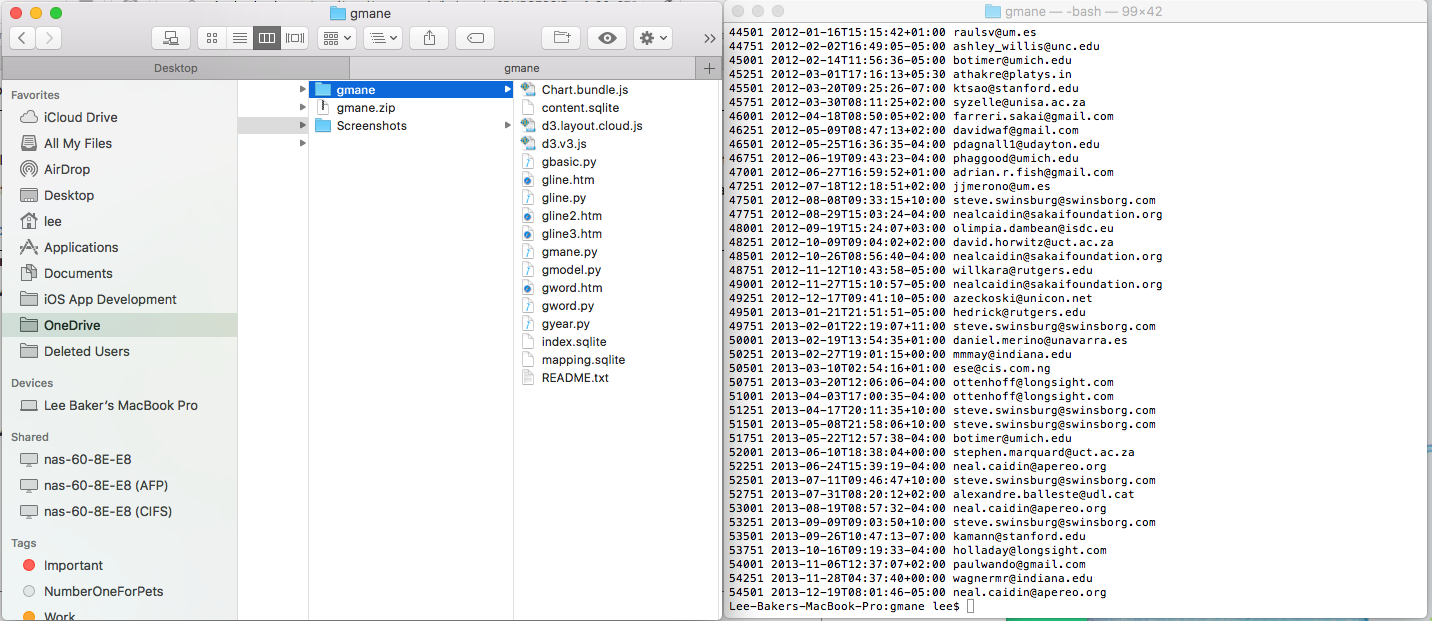 gmane
Desktop
gmane
Favorites
iCloud Drive
All My Files
AirDrop
Desktop
lee
Applications
Documents
iOS App Development
OneDrive
Deleted Users
Devices
Lee Baker's MacBook Pro
Shared
nas-60-8E-E8
nas-60-8E-E8 (AFP)
nas-60-8E-E8 (CIFS)
Tags
Important
NumberOneForPets
Work
gmane
gmane.zip
Screenshots
Chart.bundle.js
content.sqlite
d3.layout.cloud.js
d3.v3.js
gbasic.py
gline.htm
gline.py
gline2.htm
gline3.htm
gmane.py
gmodel.py
gword.htm
gword.py
gyear.py
index.sqlite
mapping.sqlite
README.txt
gmane — -bash — 99×42
44501 2012-01-16T15:15:42+01:00 raulsv@um.es
44751 2012-02-02T16:49:05-05:00 ashley_willis@unc.edu
45001 2012-02-14T11:56:36-05:00 botimer@umich.edu
45251 2012-03-01T17:16:13+05:30 athakre@platys.in
45501 2012-03-20T09:25:26-07:00 ktsao@stanford.edu
45751 2012-03-30T08:11:25+02:00 syzelle@unisa.ac.za
46001 2012-04-18T08:50:05+02:00 farreri.sakai@gmail.com
46251 2012-05-09T08:47:13+02:00 davidwaf@gmail.com
46501 2012-05-25T16:36:35-04:00 pdagnall1@udayton.edu
46751 2012-06-19T09:43:23-04:00 phaggood@umich.edu
47001 2012-06-27T16:59:52+01:00 adrian.r.fish@gmail.com
47251 2012-07-18T12:18:51+02:00 jjmerono@um.es
47501 2012-08-08T09:33:15+10:00 steve.swinsburg@swinsborg.com
47751 2012-08-29T15:03:24-04:00 nealcaidin@sakaifoundation.org
48001 2012-09-19T15:24:07+03:00 olimpia.dambean@isdc.eu
48251 2012-10-09T09:04:02+02:00 david.horwitz@uct.ac.za
48501 2012-10-26T08:56:40-04:00 nealcaidin@sakaifoundation.org
48751 2012-11-12T10:43:58-05:00 willkara@rutgers.edu
49001 2012-11-27T15:10:57-05:00 nealcaidin@sakaifoundation.org
49251 2012-12-17T09:41:10-05:00 azeckoski@unicon.net
49501 2013-01-21T21:51:51-05:00 hedrick@rutgers.edu
49751 2013-02-01T22:19:07+11:00 steve.swinsburg@swinsborg.com
50001 2013-02-19T13:54:35+01:00 daniel.merino@unavarra.es
50251 2013-02-27T19:01:15+00:00 mmmay@indiana.edu
50501 2013-03-10T02:54:16+01:00 ese@cis.com.ng
50751 2013-03-20T12:06:06-04:00 ottenhoff@longsight.com
51001 2013-04-03T17:00:35-04:00 ottenhoff@longsight.com
51251 2013-04-17T20:11:35+10:00 steve.swinsburg@swinsborg.com
51501 2013-05-08T21:58:06+10:00 steve.swinsburg@swinsborg.com
51751 2013-05-22T12:57:38-04:00 botimer@umich.edu
52001 2013-06-10T18:38:04+00:00 stephen.marquard@uct.ac.za
52251 2013-06-24T15:39:19-04:00 neal.caidin@apereo.org
52501 2013-07-11T09:46:47+10:00 steve.swinsburg@swinsborg.com
52751 2013-07-31T08:20:12+02:00 alexandre.balleste@udl.cat
53001 2013-08-19T08:57:32-04:00 neal.caidin@apereo.org
53251 2013-09-09T09:03:50+10:00 steve.swinsburg@swinsborg.com
53501 2013-09-26T10:47:13-07:00 kamann@stanford.edu
53751 2013-10-16T09:19:33-04:00 holladay@longsight.com
54001 2013-11-06T12:37:07+02:00 paulwando@gmail.com
54251 2013-11-28T04:37:40+00:00 wagnermr@indiana.edu
54501 2013-12-19T08:01:46-05:00 neal.caidin@apereo.org
Lee-Bakers-MacBook-Pro:gmane lee$